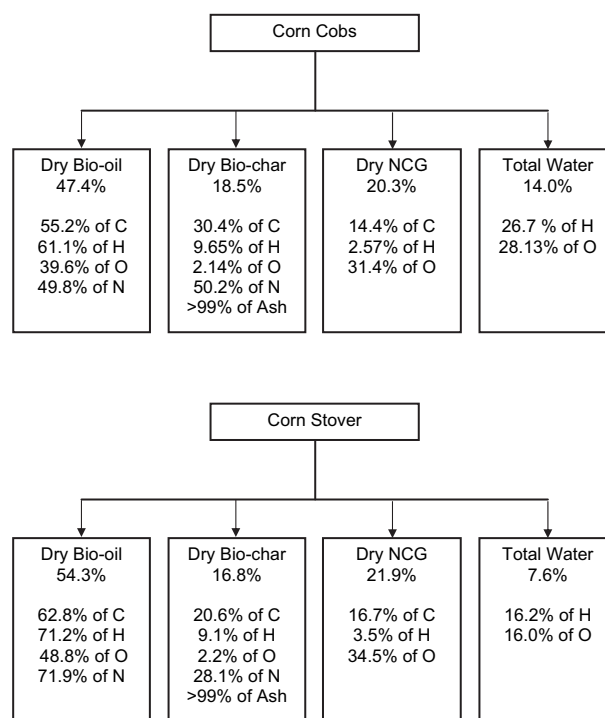 Corn Cobs
Dry Bio-oil
47.4%
55.2% of C
61.1% of H
39.6% of O
49.8% of N
Dry Bio-char
18.5%
30.4% of C
9.65% of H
2.14% of O
50.2% of N
>99% of Ash
Dry NCG
20.3%
14.4% of C
2.57% of H
31.4% of O
Total Water
14.0%
26.7 % of H
28.13% of O
Corn Stover
Dry Bio-oil
54.3%
62.8% of C
71.2% of H
48.8% of O
71.9% of N
Dry Bio-char
16.8%
20.6% of C
9.1% of H
2.2% of O
28.1% of N
>99% of Ash
Dry NCG
21.9%
16.7% of C
3.5% of H
34.5% of O
Total Water
7.6%
16.2% of H
16.0% of O